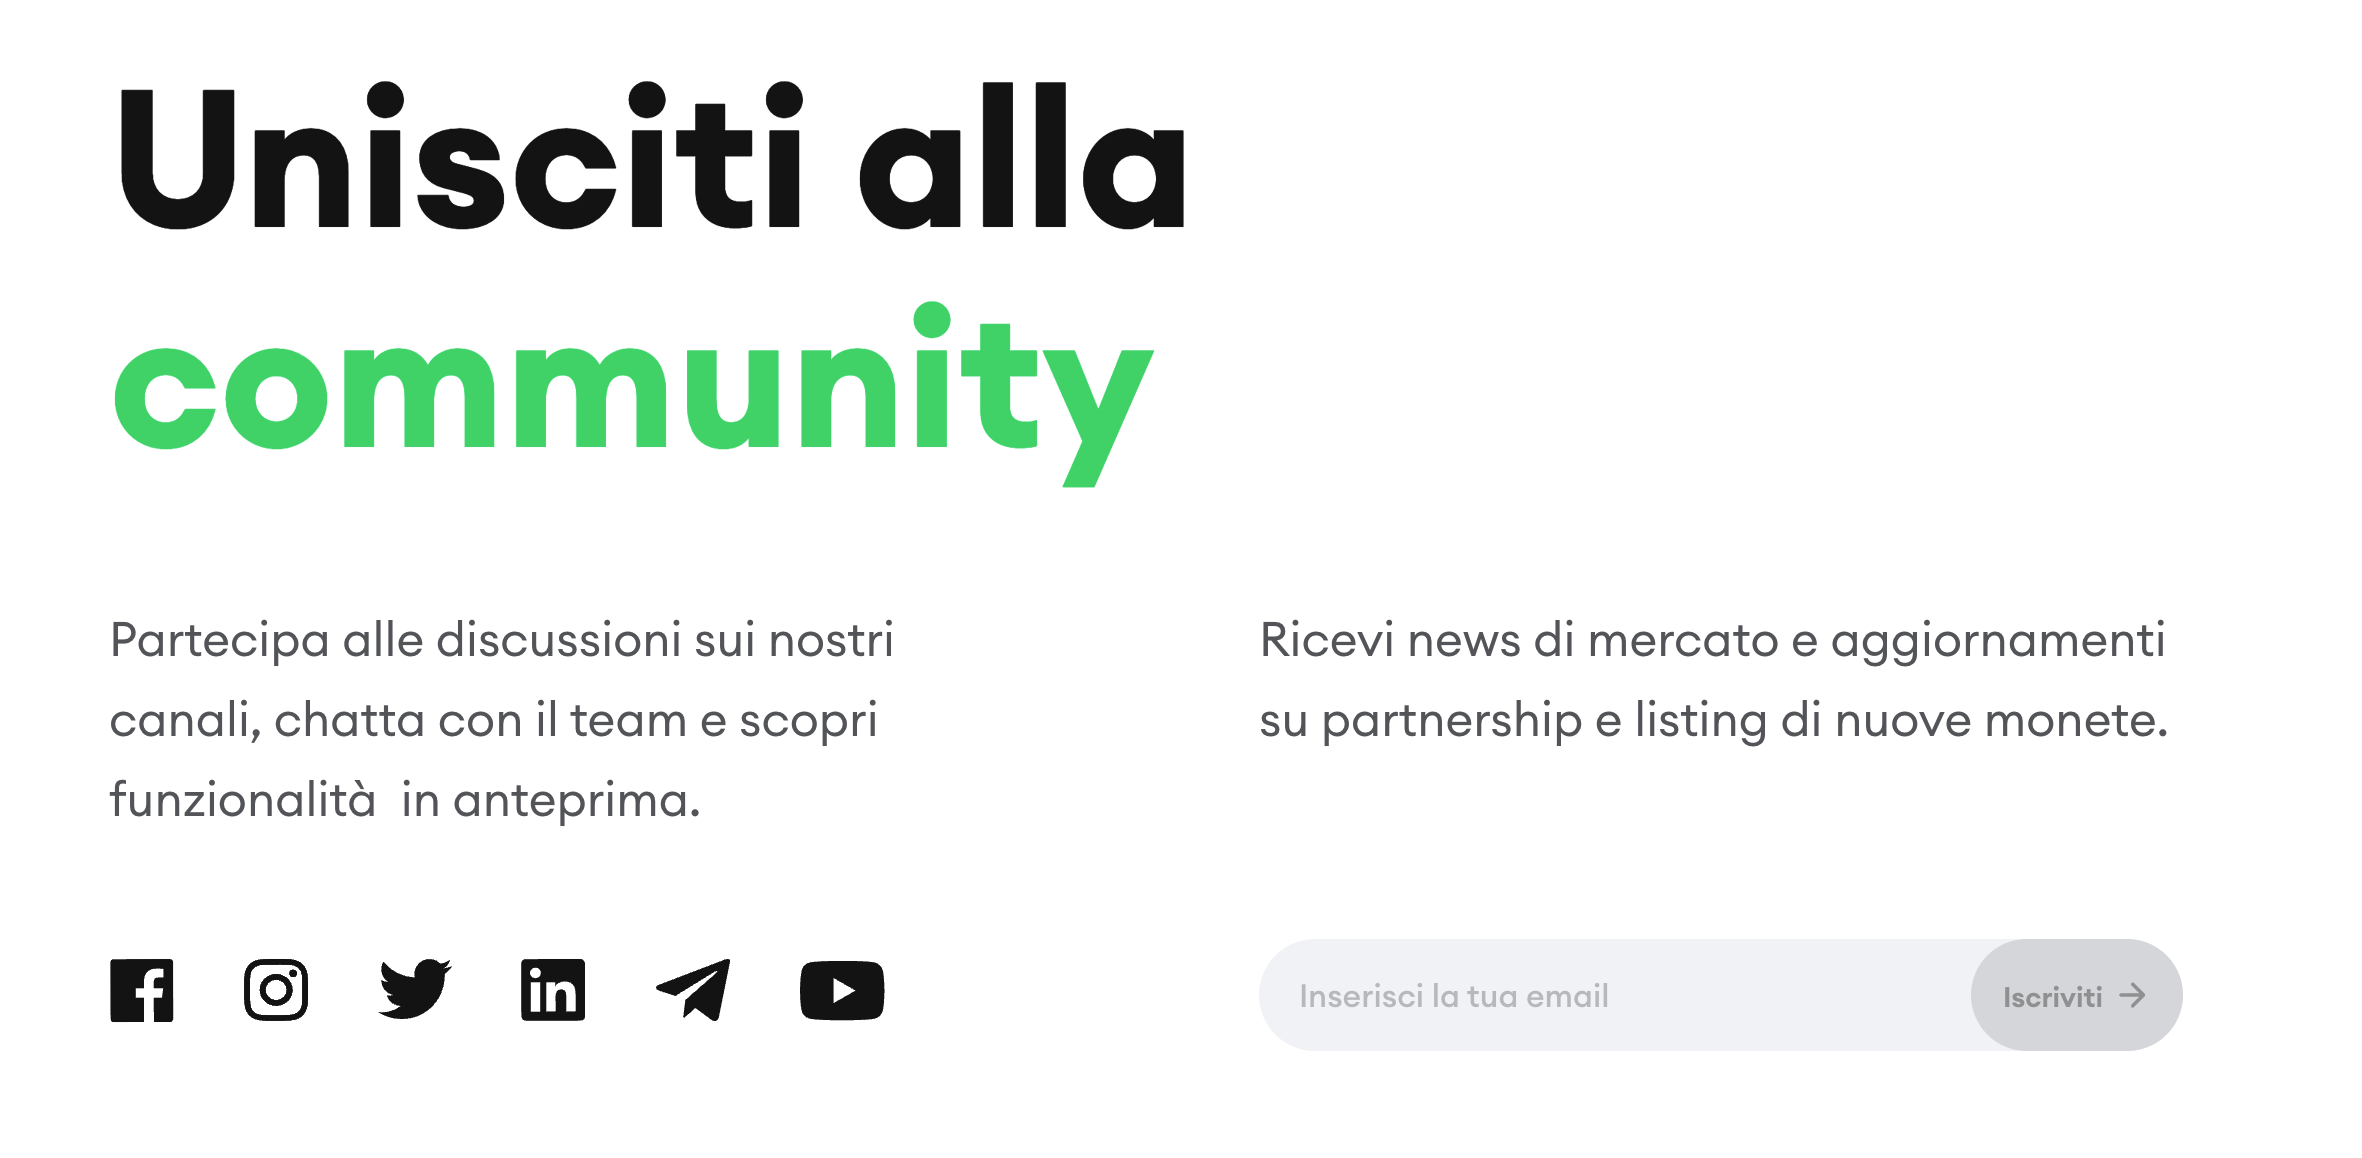 Unisciti alla
community
Partecipa alle discussioni sui nostri
canali, chatta con il team e scopri
funzionalità  in anteprima.
Ricevi news di mercato e aggiornamenti
su partnership e listing di nuove monete.
Inserisci la tua email
Iscriviti